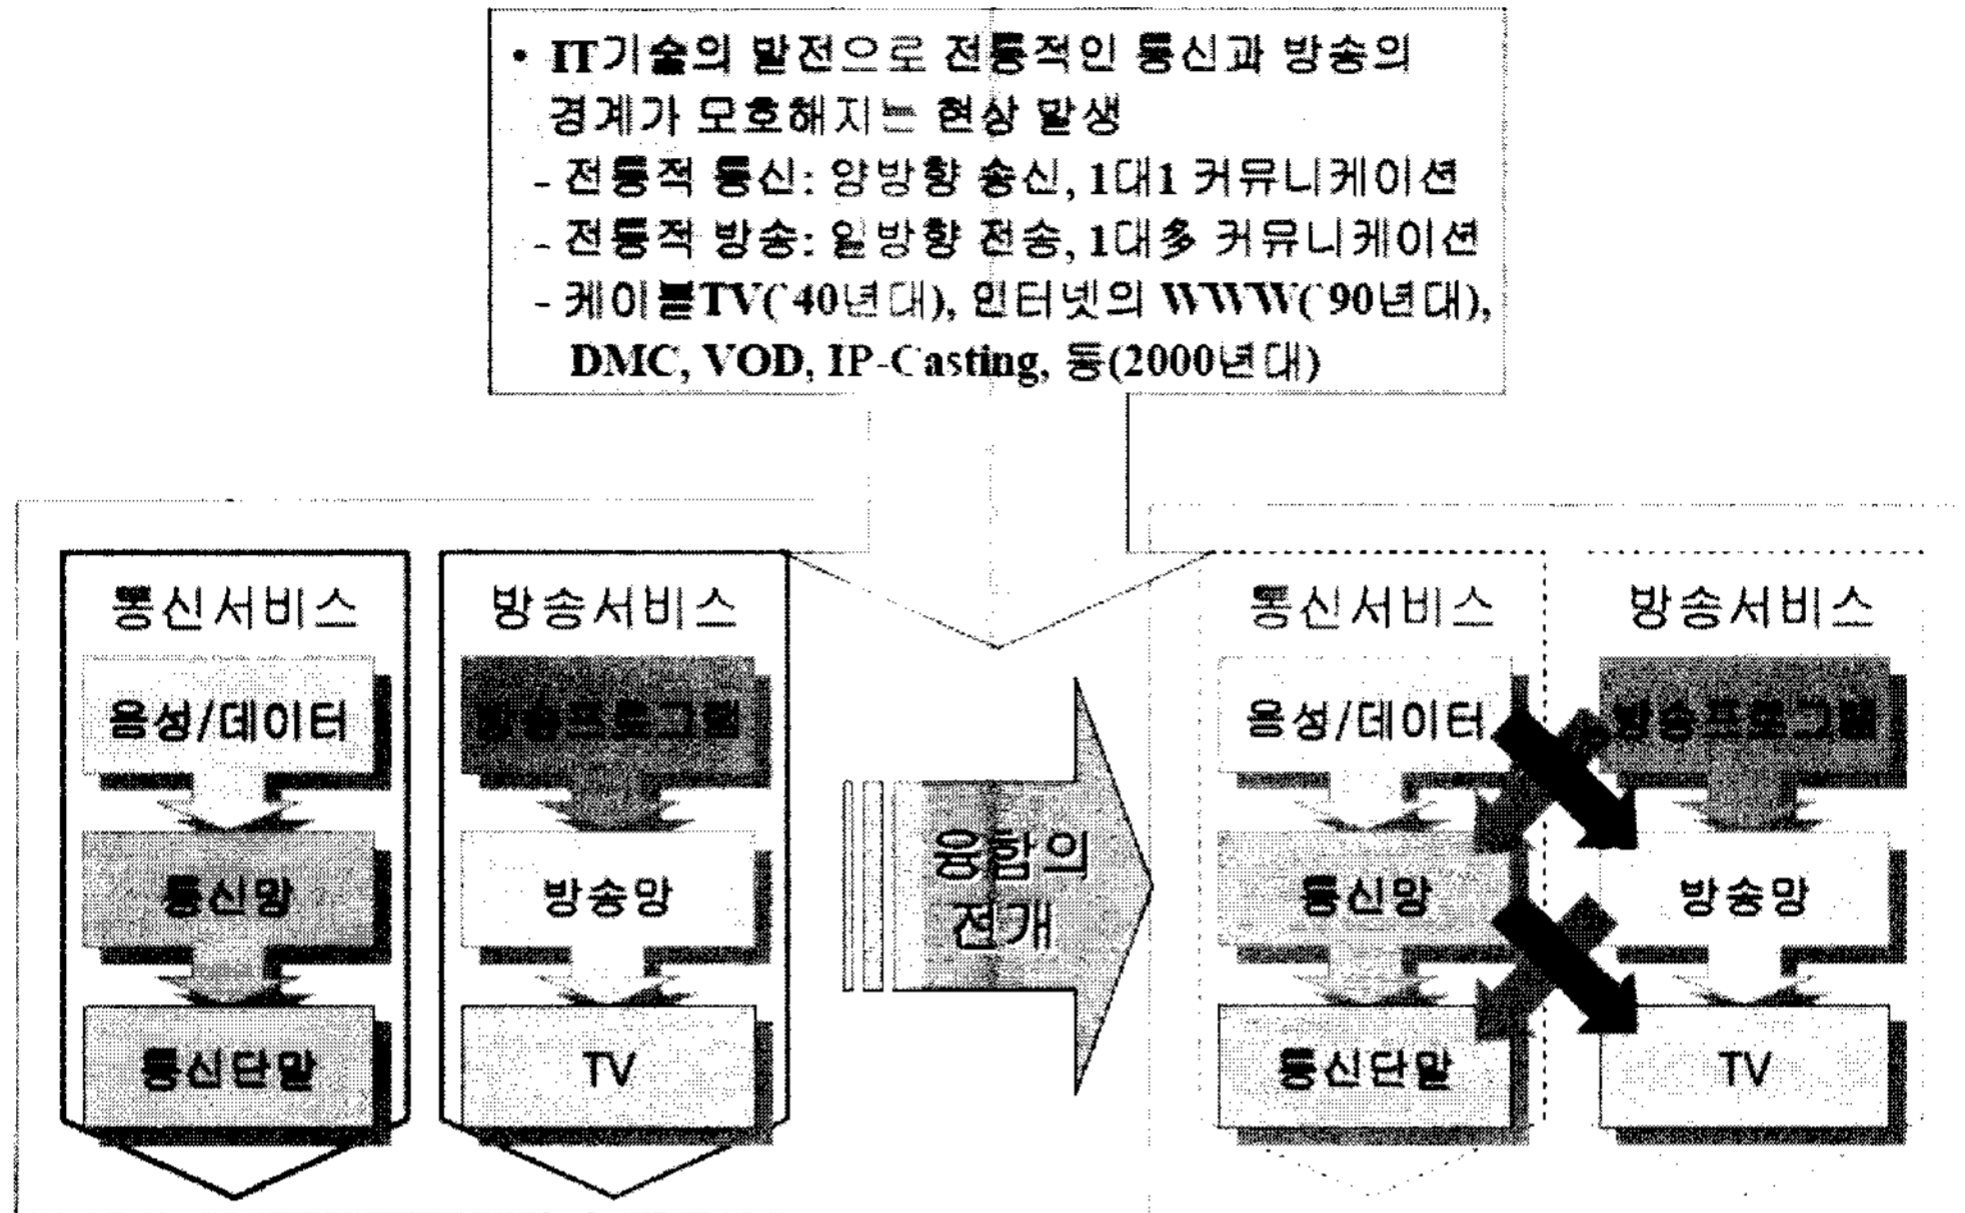 • IT기술의 발전으로 전통적인 통신과 방송의
경계가 모호해지는 현상 발생
- 전통적 통신: 양방향 송신, 1대1 커뮤니케이션
- 전통적 방송: 일방향 전송, 1대多 커뮤니케이션
- 케이블TV(`40년대), 인터넷의 WWW(`90년대),
DMC, VOD, IP-Casting, 등(2000년대)
통신서비스
음성/데이터
통신망
통신단말
방송서비스
방송프로그램
방송망
TV
융합의
전개
통신서비스
음성/데이터
통신망
통신단말
방송서비스
방송프로그램
방송망
TV